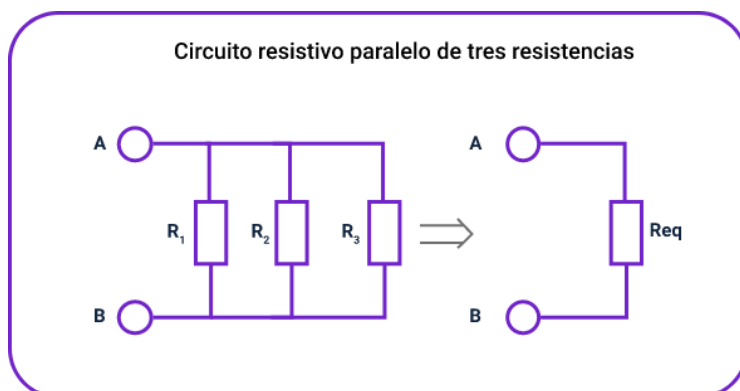 Circuito resistivo paralelo de tres resistencias
A
R1
R2
R3
B
A
Req
B